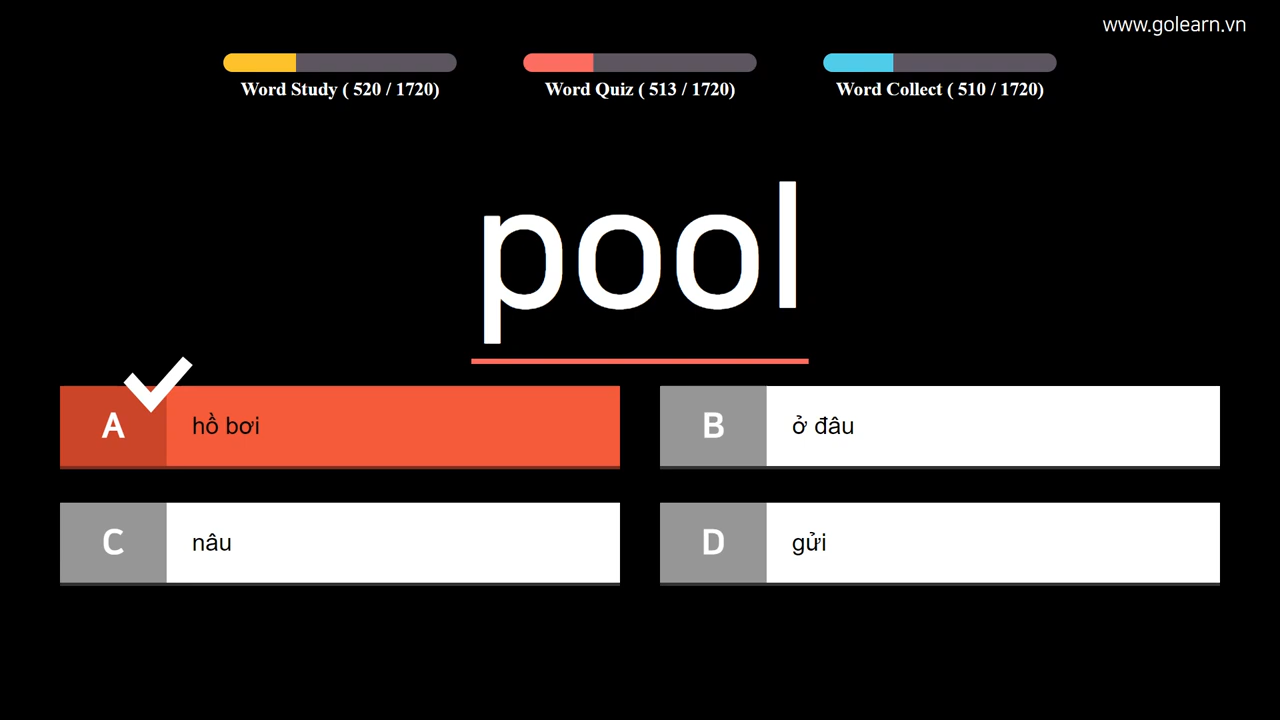 www.golearn.vn
Word Study ( 520 / 1720)
Word Quiz ( 513 / 1720)
Word Collect ( 510 / 1720)
pool
A hồ bơi
B ở đâu
C nâu
D gửi